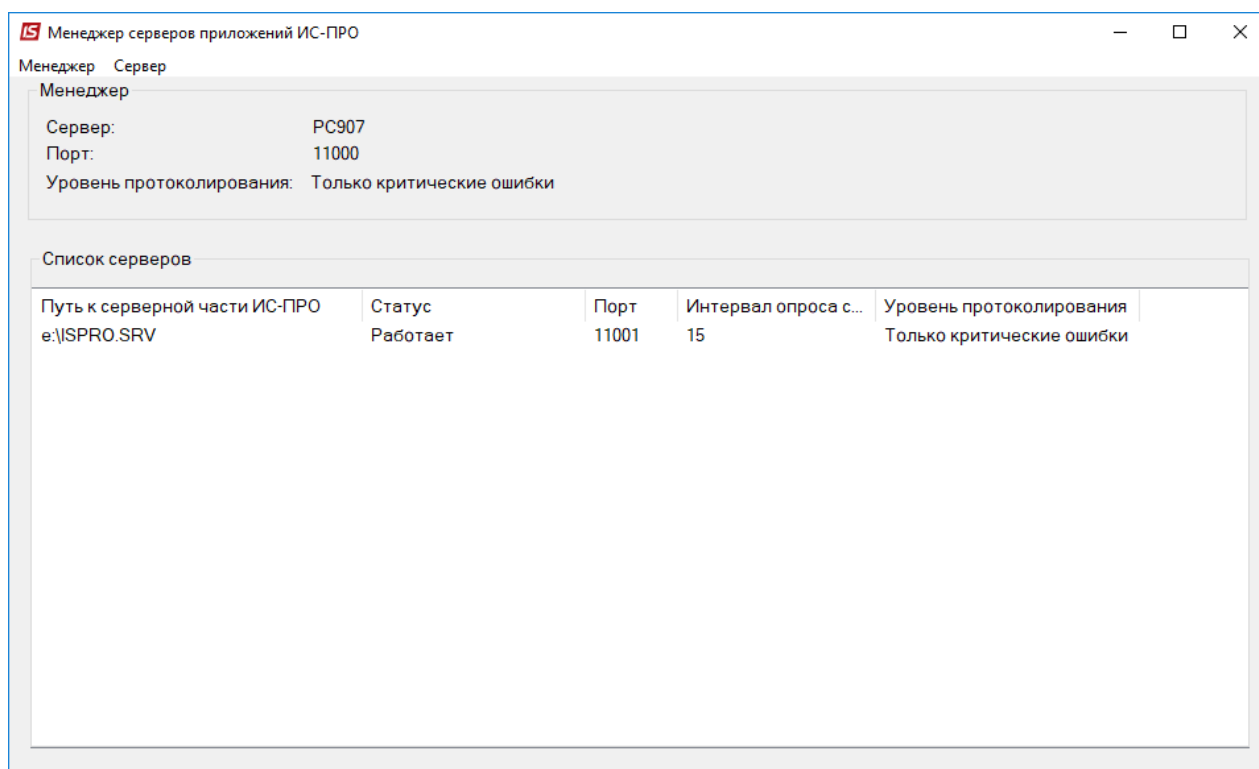 IS Менеджер серверов приложений ИС-ПРО
Менеджер Сервер
Менеджер
Сервер: PC907
Порт: 11000
Уровень протоколирования: Только критические ошибки
Список серверов
Путь к серверной части ИС-ПРО Статус Порт Интервал опроса с... Уровень протоколирования
e:\ISPRO.SRV Работает 11001 15 Только критические ошибки